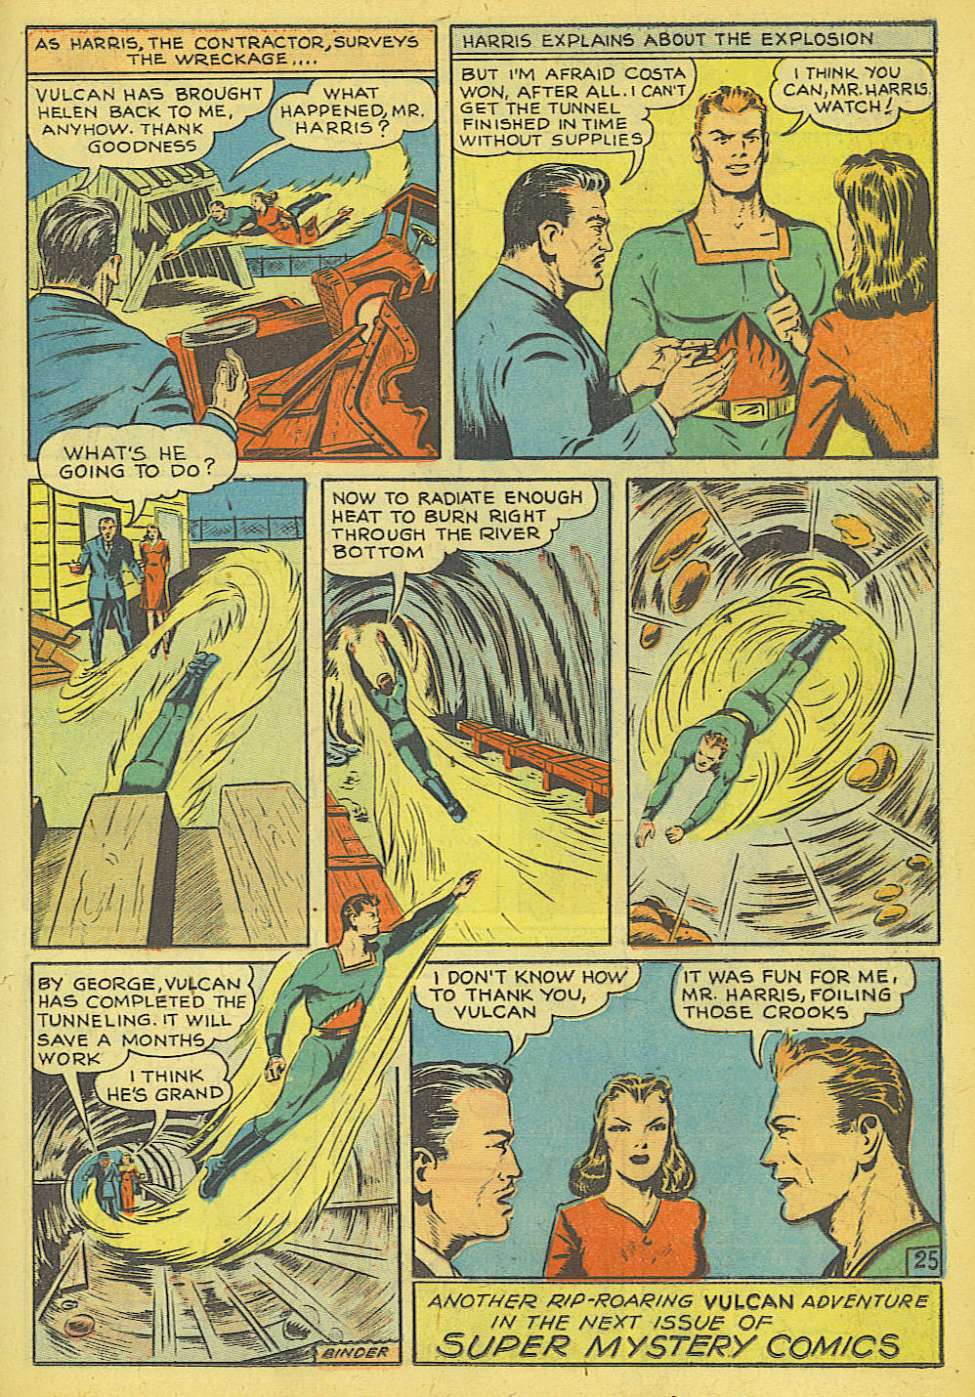 AS HARRIS, THE CONTRACTOR, SURVEYS
THE WRECKAGE....
VULCAN HAS BROUGHT
HELEN BACK TO ME,
ANYHOW. THANK
GOODNESS
WHAT
HAPPENED, MR.
HARRIS?
HARRIS EXPLAINS ABOUT THE EXPLOSION
BUT I'M AFRAID COSTA
WON, AFTER ALL. I CAN'T
GET THE TUNNEL
FINISHED IN TIME
WITHOUT SUPPLIES
I THINK YOU
CAN, MR. HARRIS.
WATCH!
WHAT'S HE
GOING TO DO?
NOW TO RADIATE ENOUGH
HEAT TO BURN RIGHT
THROUGH THE RIVER
BOTTOM
BY GEORGE, VULCAN
HAS COMPLETED THE
TUNNELING. IT WILL
SAVE A MONTHS
WORK
I THINK
HE'S GRAND
BINDER
I DON'T KNOW HOW
TO THANK YOU,
VULCAN
IT WAS FUN FOR ME,
MR. HARRIS, FOILING
THOSE CROOKS
25
ANOTHER RIP-ROARING VULCAN ADVENTURE
IN THE NEXT ISSUE OF
SUPER MYSTERY COMICS